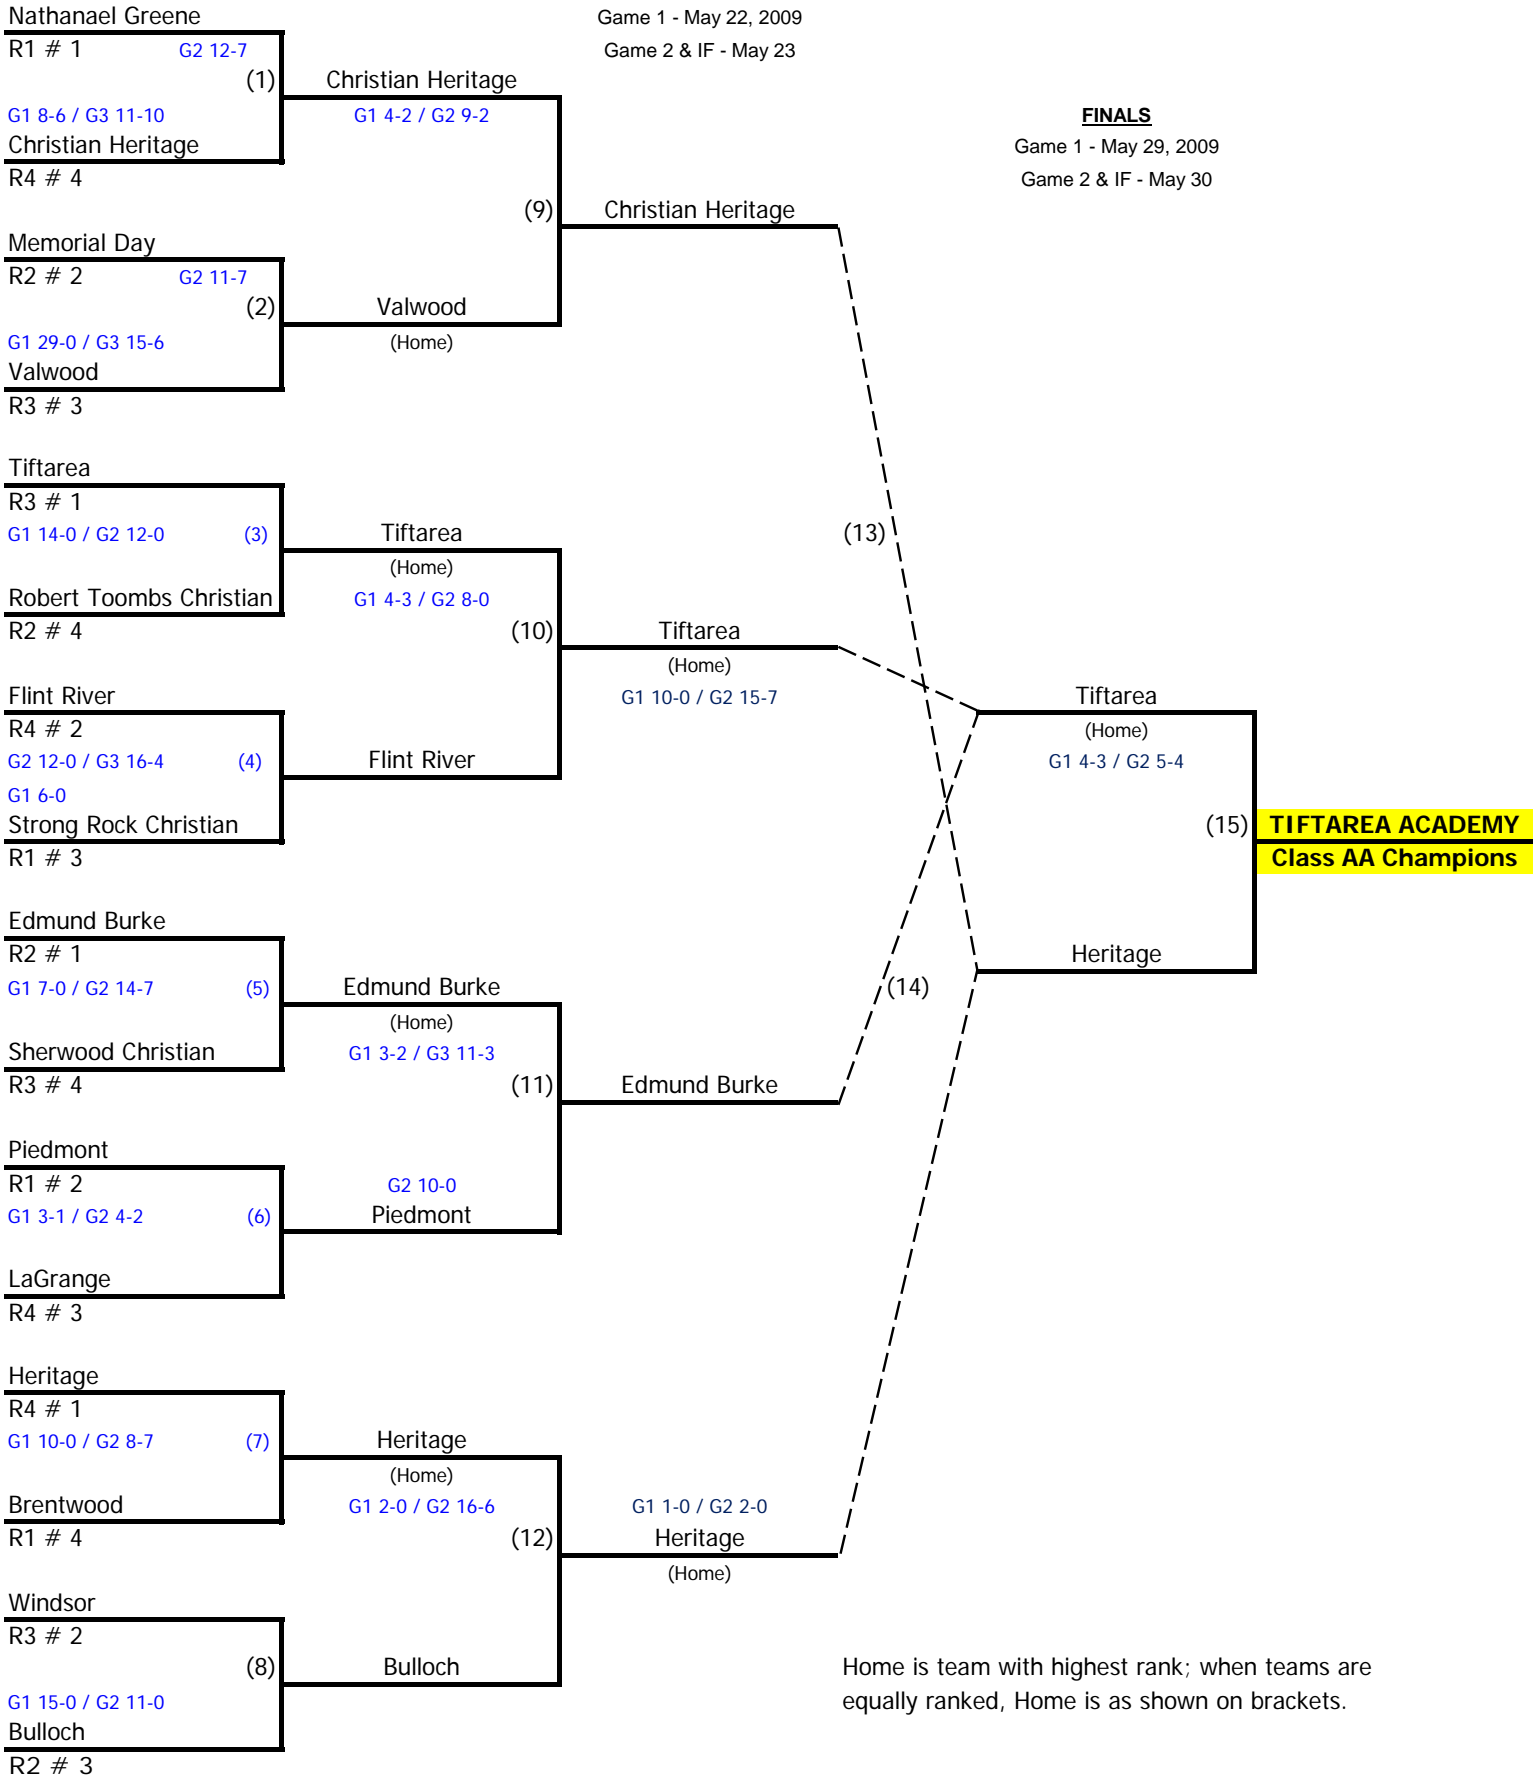 Nathanael Greene
R1 # 1
G2 12-7
(1)
G1 8-6 / G3 11-10
Christian Heritage
R4 # 4
Memorial Day
R2 # 2
G2 11-7
(2)
G1 29-0 / G3 15-6
Valwood
R3 # 3
Tiftarea
R3 # 1
G1 14-0 / G2 12-0
(3)
Robert Toombs Christian
R2 # 4
Flint River
R4 # 2
G2 12-0 / G3 16-4
(4)
G1 6-0
Strong Rock Christian
R1 # 3
Edmund Burke
R2 # 1
G1 7-0 / G2 14-7
(5)
Sherwood Christian
R3 # 4
Piedmont
R1 # 2
G1 3-1 / G2 4-2
(6)
LaGrange
R4 # 3
Heritage
R4 # 1
G1 10-0 / G2 8-7
(7)
Brentwood
R1 # 4
Windsor
R3 # 2
(8)
G1 15-0 / G2 11-0
Bulloch
R2 # 3
Christian Heritage
G1 4-2 / G2 9-2
(9)
Valwood
(Home)
Tiftarea
(Home)
G1 4-3 / G2 8-0
(10)
Flint River
Edmund Burke
(Home)
G1 3-2 / G3 11-3
(11)
G2 10-0
Piedmont
Heritage
(Home)
G1 2-0 / G2 16-6
(12)
Bulloch
Game 1 - May 22, 2009
Game 2 & IF - May 23
Christian Heritage
(13)
Tiftarea
(Home)
G1 10-0 / G2 15-7
Edmund Burke
(14)
G1 1-0 / G2 2-0
Heritage
(Home)
FINALS
Game 1 - May 29, 2009
Game 2 & IF - May 30
Tiftarea
(Home)
G1 4-3 / G2 5-4
(15)
Heritage
TIFTAREA ACADEMY
Class AA Champions
Home is team with highest rank; when teams are
equally ranked, Home is as shown on brackets.